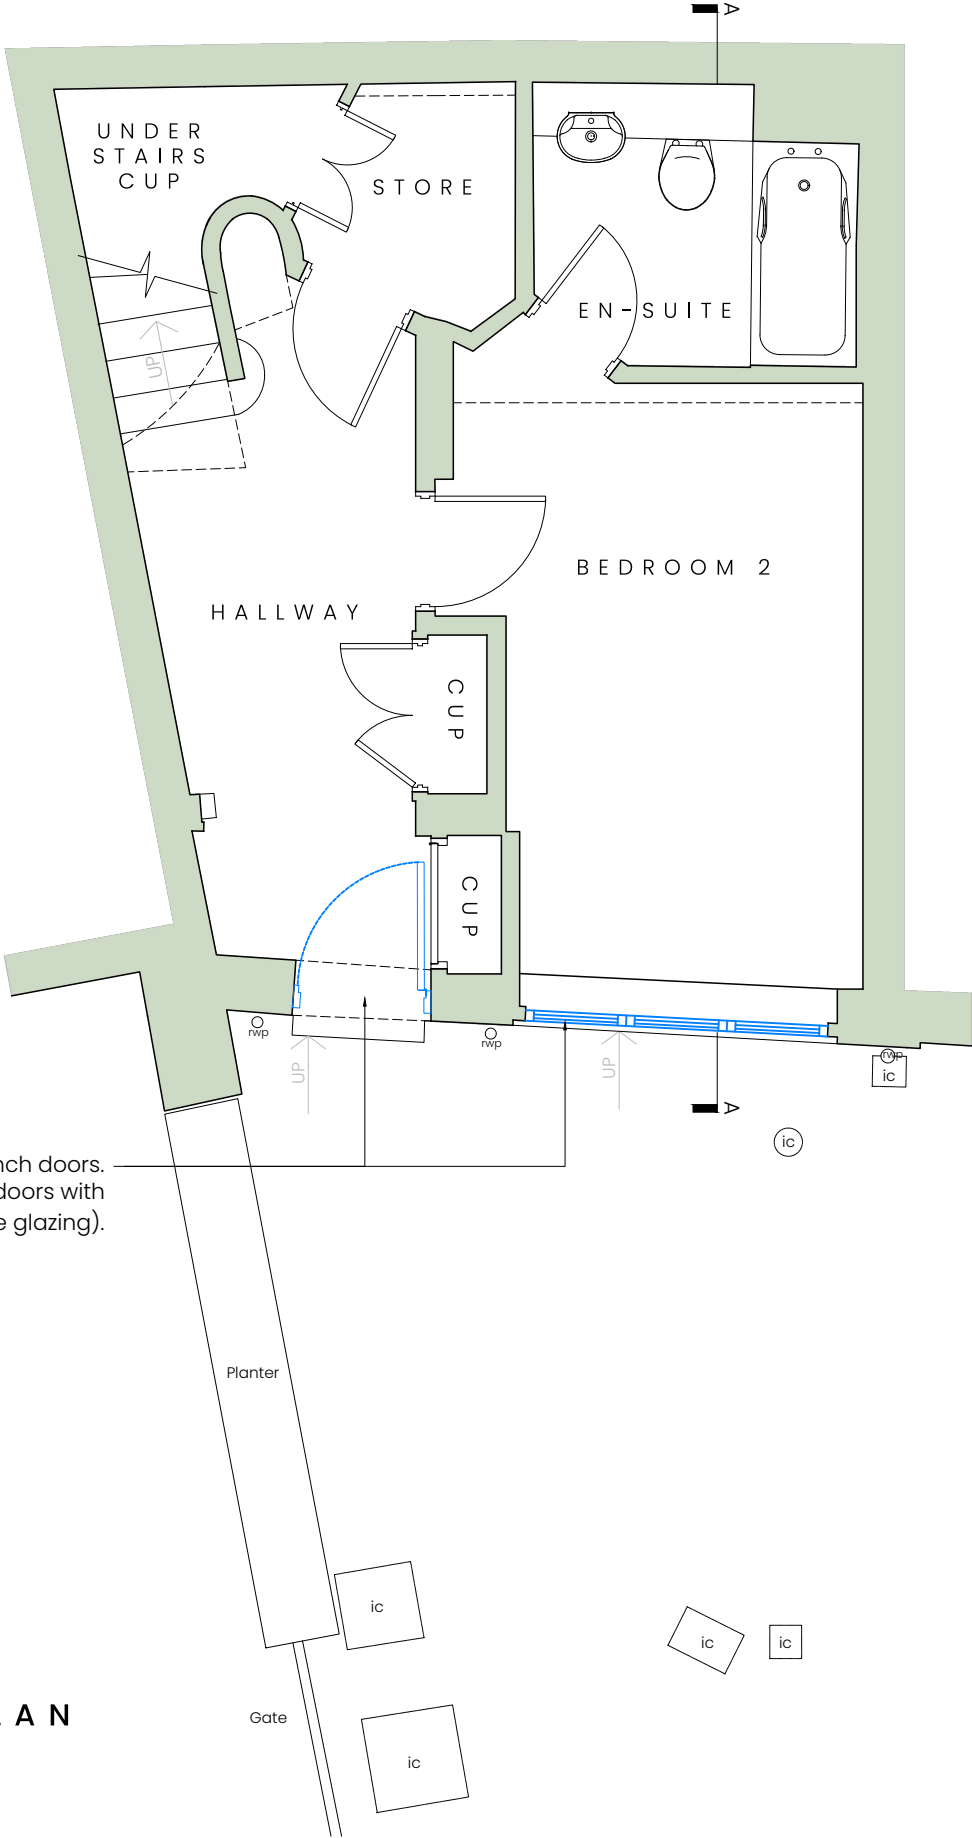 A
UNDER
STAIRS
CUP
STORE
EN-SUITE
UP
BEDROOM 2
HALLWAY
CUP
CUP
rwp
rwp
rwp
ic
UP
UP
A
ic
nch doors.
doors with
e glazing).
Planter
ic
ic
ic
Gate
LAN
ic